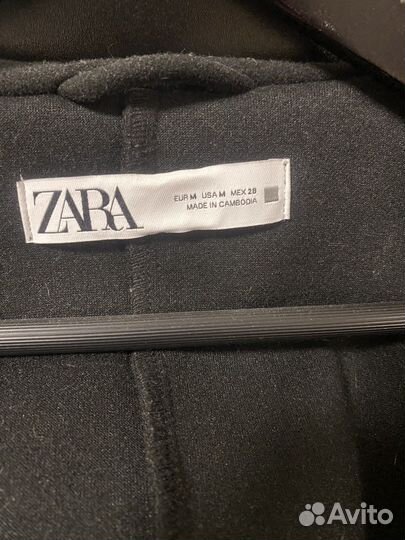 ZARA
EUR M USA M MEX 28
MADE IN CAMBODIA
Avito